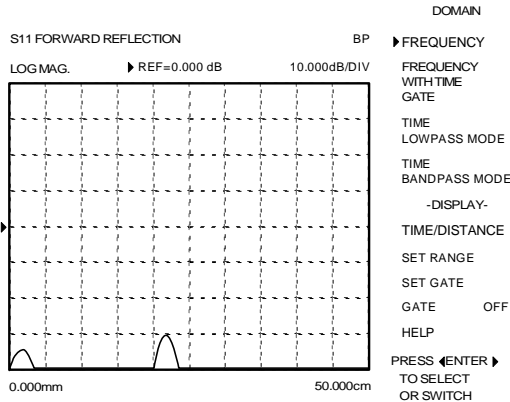 DOMAIN
S11 FORWARD REFLECTION BP
LOG MAG. REF=0.000 dB 10.000dB/DIV
0.000mm 50.000cm
FREQUENCY
FREQUENCY
WITH TIME
GATE
TIME
LOWPASS MODE
TIME
BANDPASS MODE
-DISPLAY-
TIME/DISTANCE
SET RANGE
SET GATE
GATE OFF
HELP
PRESS ENTER
TO SELECT
OR SWITCH